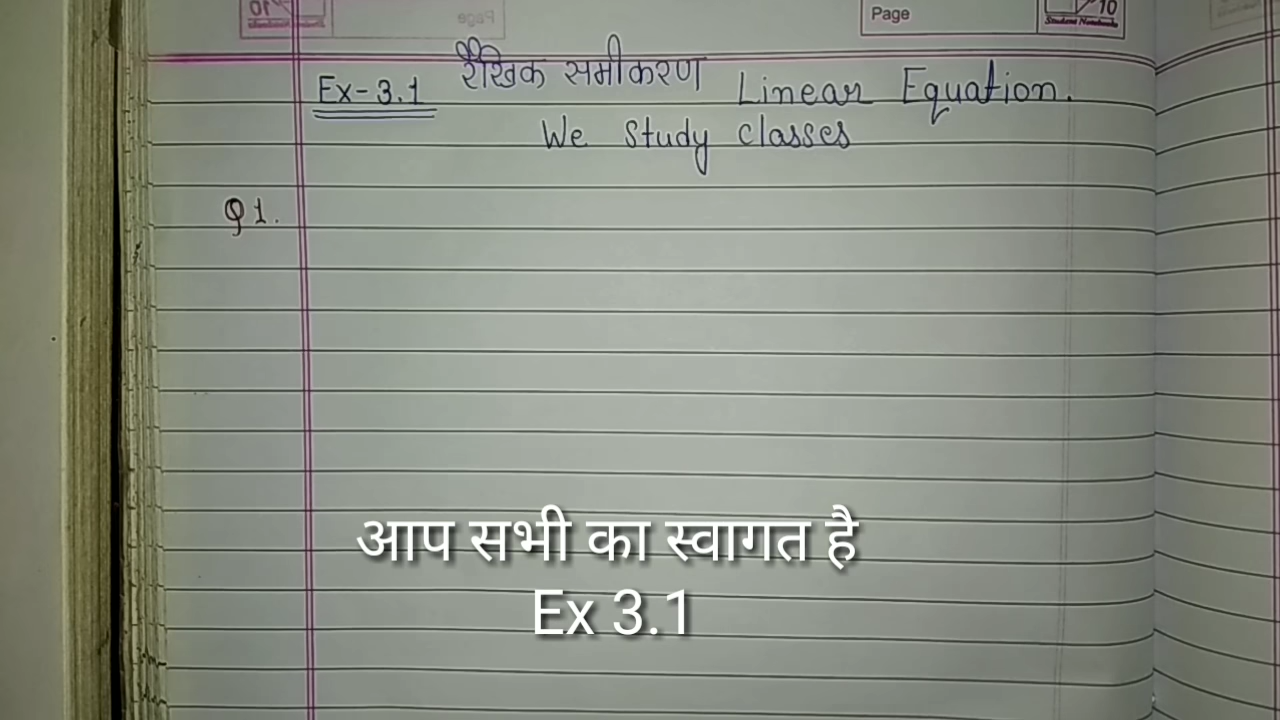 Page
Ex-3.1 रैखिक समीकरण Linear Equation.
We Study Classes
Q1.
आप सभी का स्वागत है
Ex 3.1